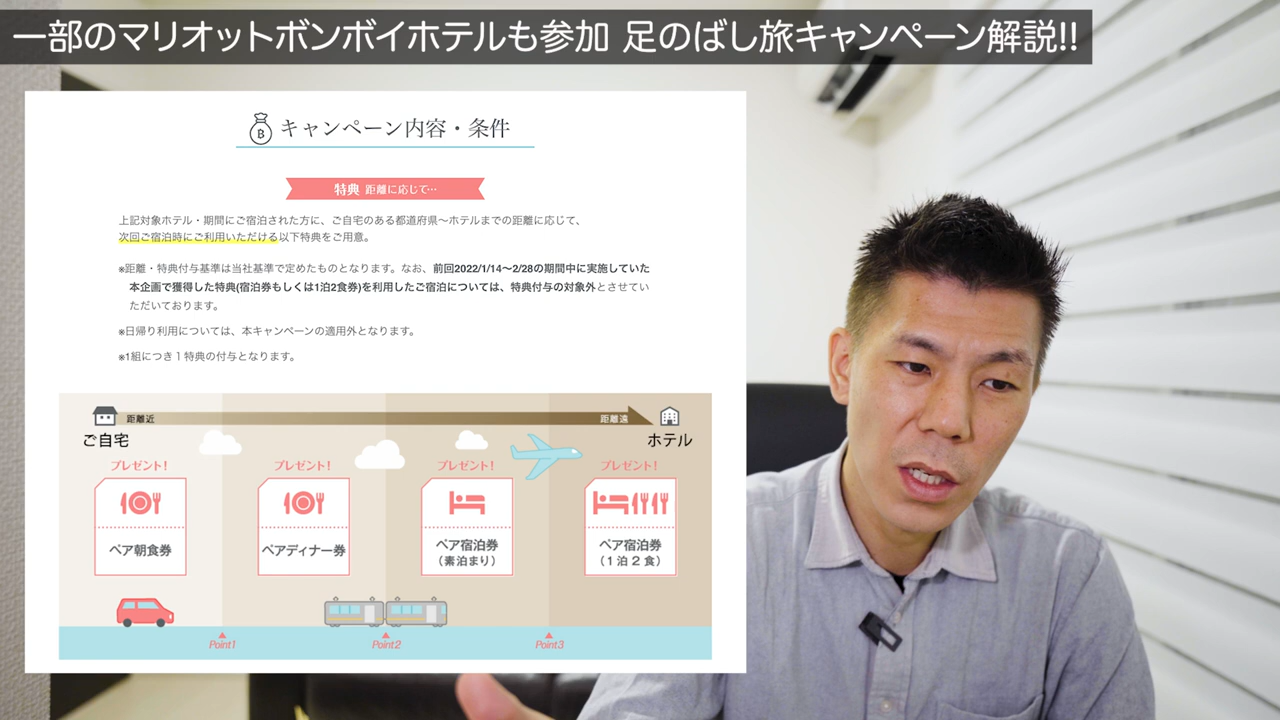 一部のマリオットボンボイホテルも参加 足のばし旅キャンペーン解説!!
キャンペーン内容・条件
特典 距離に応じて…
上記対象ホテル・期間にご宿泊された方に、ご自宅のある都道府県〜ホテルまでの距離に応じて、
次回ご宿泊時にご利用いただける以下特典をご用意。
※距離・特典付与基準は当社基準で定めたものとなります。なお、前回2022/1/14〜2/28の期間中に実施していた
本企画で獲得した特典(宿泊券もしくは1泊2食券)を利用したご宿泊については、特典付与の対象外とさせてい
ただいております。
※日帰り利用については、本キャンペーンの適用外となります。
※1組につき１特典の付与となります。
距離近 距離遠
ご自宅 ホテル
プレゼント! プレゼント! プレゼント! プレゼント!
ペア朝食券 ペアディナー券 ペア宿泊券 ペア宿泊券
（素泊まり） （１泊２食）
Point1 Point2 Point3